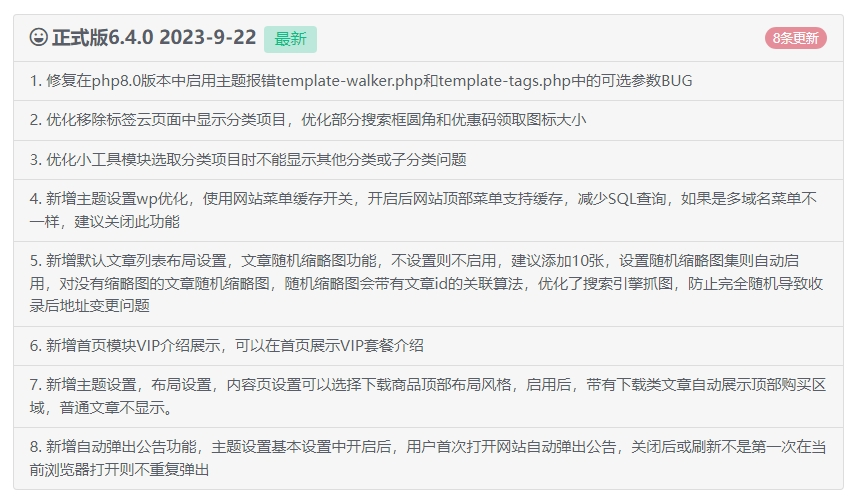 正式版6.4.0 2023-9-22 最新 8条更新
1. 修复在php8.0版本中启用主题报错template-walker.php和template-tags.php中的可选参数BUG
2. 优化移除标签云页面中显示分类项目，优化部分搜索框圆角和优惠码领取图标大小
3. 优化小工具模块选取分类项目时不能显示其他分类或子分类问题
4. 新增主题设置wp优化，使用网站菜单缓存开关，开启后网站顶部菜单支持缓存，减少SQL查询，如果是多域名菜单不
一样，建议关闭此功能
5. 新增默认文章列表布局设置，文章随机缩略图功能，不设置则不启用，建议添加10张，设置随机缩略图集则自动启
用，对没有缩略图的文章随机缩略图，随机缩略图会带有文章id的关联算法，优化了搜索引擎抓图，防止完全随机导致收
录后地址变更问题
6. 新增首页模块VIP介绍展示，可以在首页展示VIP套餐介绍
7. 新增主题设置，布局设置，内容页设置可以选择下载商品顶部布局风格，启用后，带有下载类文章自动展示顶部购买区
域，普通文章不显示。
8. 新增自动弹出公告功能，主题设置基本设置中开启后，用户首次打开网站自动弹出公告，关闭后或刷新不是第一次在当
前浏览器打开则不重复弹出